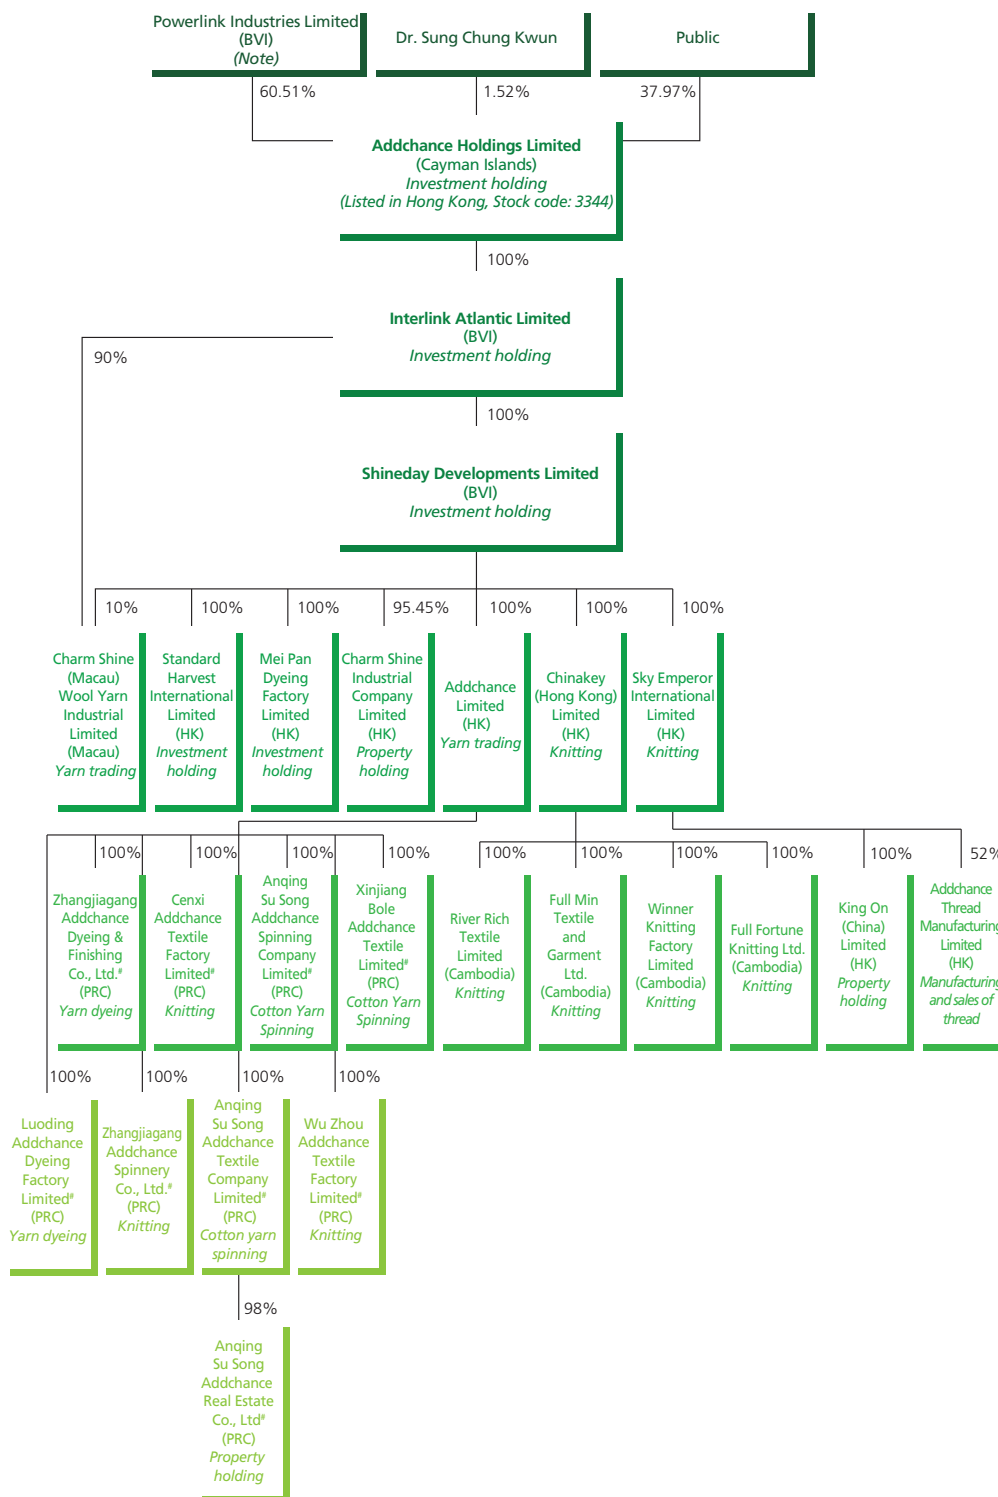 Powerlink Industries Limited
(BVI)
(Note)
Dr. Sung Chung Kwun
Public
60.51%
1.52%
37.97%
Addchance Holdings Limited
(Cayman Islands)
Investment holding
(Listed in Hong Kong, Stock code: 3344)
100%
Interlink Atlantic Limited
(BVI)
Investment holding
90%
100%
Shineday Developments Limited
(BVI)
Investment holding
10%
100%
100%
95.45%
100%
100%
100%
Charm Shine
(Macau)
Wool Yarn
Industrial
Limited
(Macau)
Yarn trading
Standard
Harvest
International
Limited
(HK)
Investment
holding
Mei Pan
Dyeing
Factory
Limited
(HK)
Investment
holding
Charm Shine
Industrial
Company
Limited
(HK)
Property
holding
Addchance
Limited
(HK)
Yarn trading
Chinakey
(Hong Kong)
Limited
(HK)
Knitting
Sky Emperor
International
Limited
(HK)
Knitting
100%
100%
100%
100%
100%
100%
100%
100%
100%
52%
Zhangjiagang
Addchance
Dyeing &
Finishing
Co., Ltd.#
(PRC)
Yarn dyeing
Cenxi
Addchance
Textile
Factory
Limited#
(PRC)
Knitting
Anqing
Su Song
Addchance
Spinning
Company
Limited#
(PRC)
Cotton Yarn
Spinning
Xinjiang
Bole
Addchance
Textile
Limited#
(PRC)
Cotton Yarn
Spinning
River Rich
Textile
Limited
(Cambodia)
Knitting
Full Min
Textile
and
Garment
Ltd.
(Cambodia)
Knitting
Winner
Knitting
Factory
Limited
(Cambodia)
Knitting
Full Fortune
Knitting Ltd.
(Cambodia)
Knitting
King On
(China)
Limited
(HK)
Property
holding
Addchance
Thread
Manufacturing
Limited
(HK)
Manufacturing
and sales of
thread
100%
100%
100%
100%
Luoding
Addchance
Dyeing
Factory
Limited#
(PRC)
Yarn dyeing
Zhangjiagang
Addchance
Spinnery
Co., Ltd.#
(PRC)
Knitting
Anqing
Su Song
Addchance
Textile
Company
Limited#
(PRC)
Cotton yarn
spinning
Wu Zhou
Addchance
Textile
Factory
Limited#
(PRC)
Knitting
98%
Anqing
Su Song
Addchance
Real Estate
Co., Ltd#
(PRC)
Property
holding